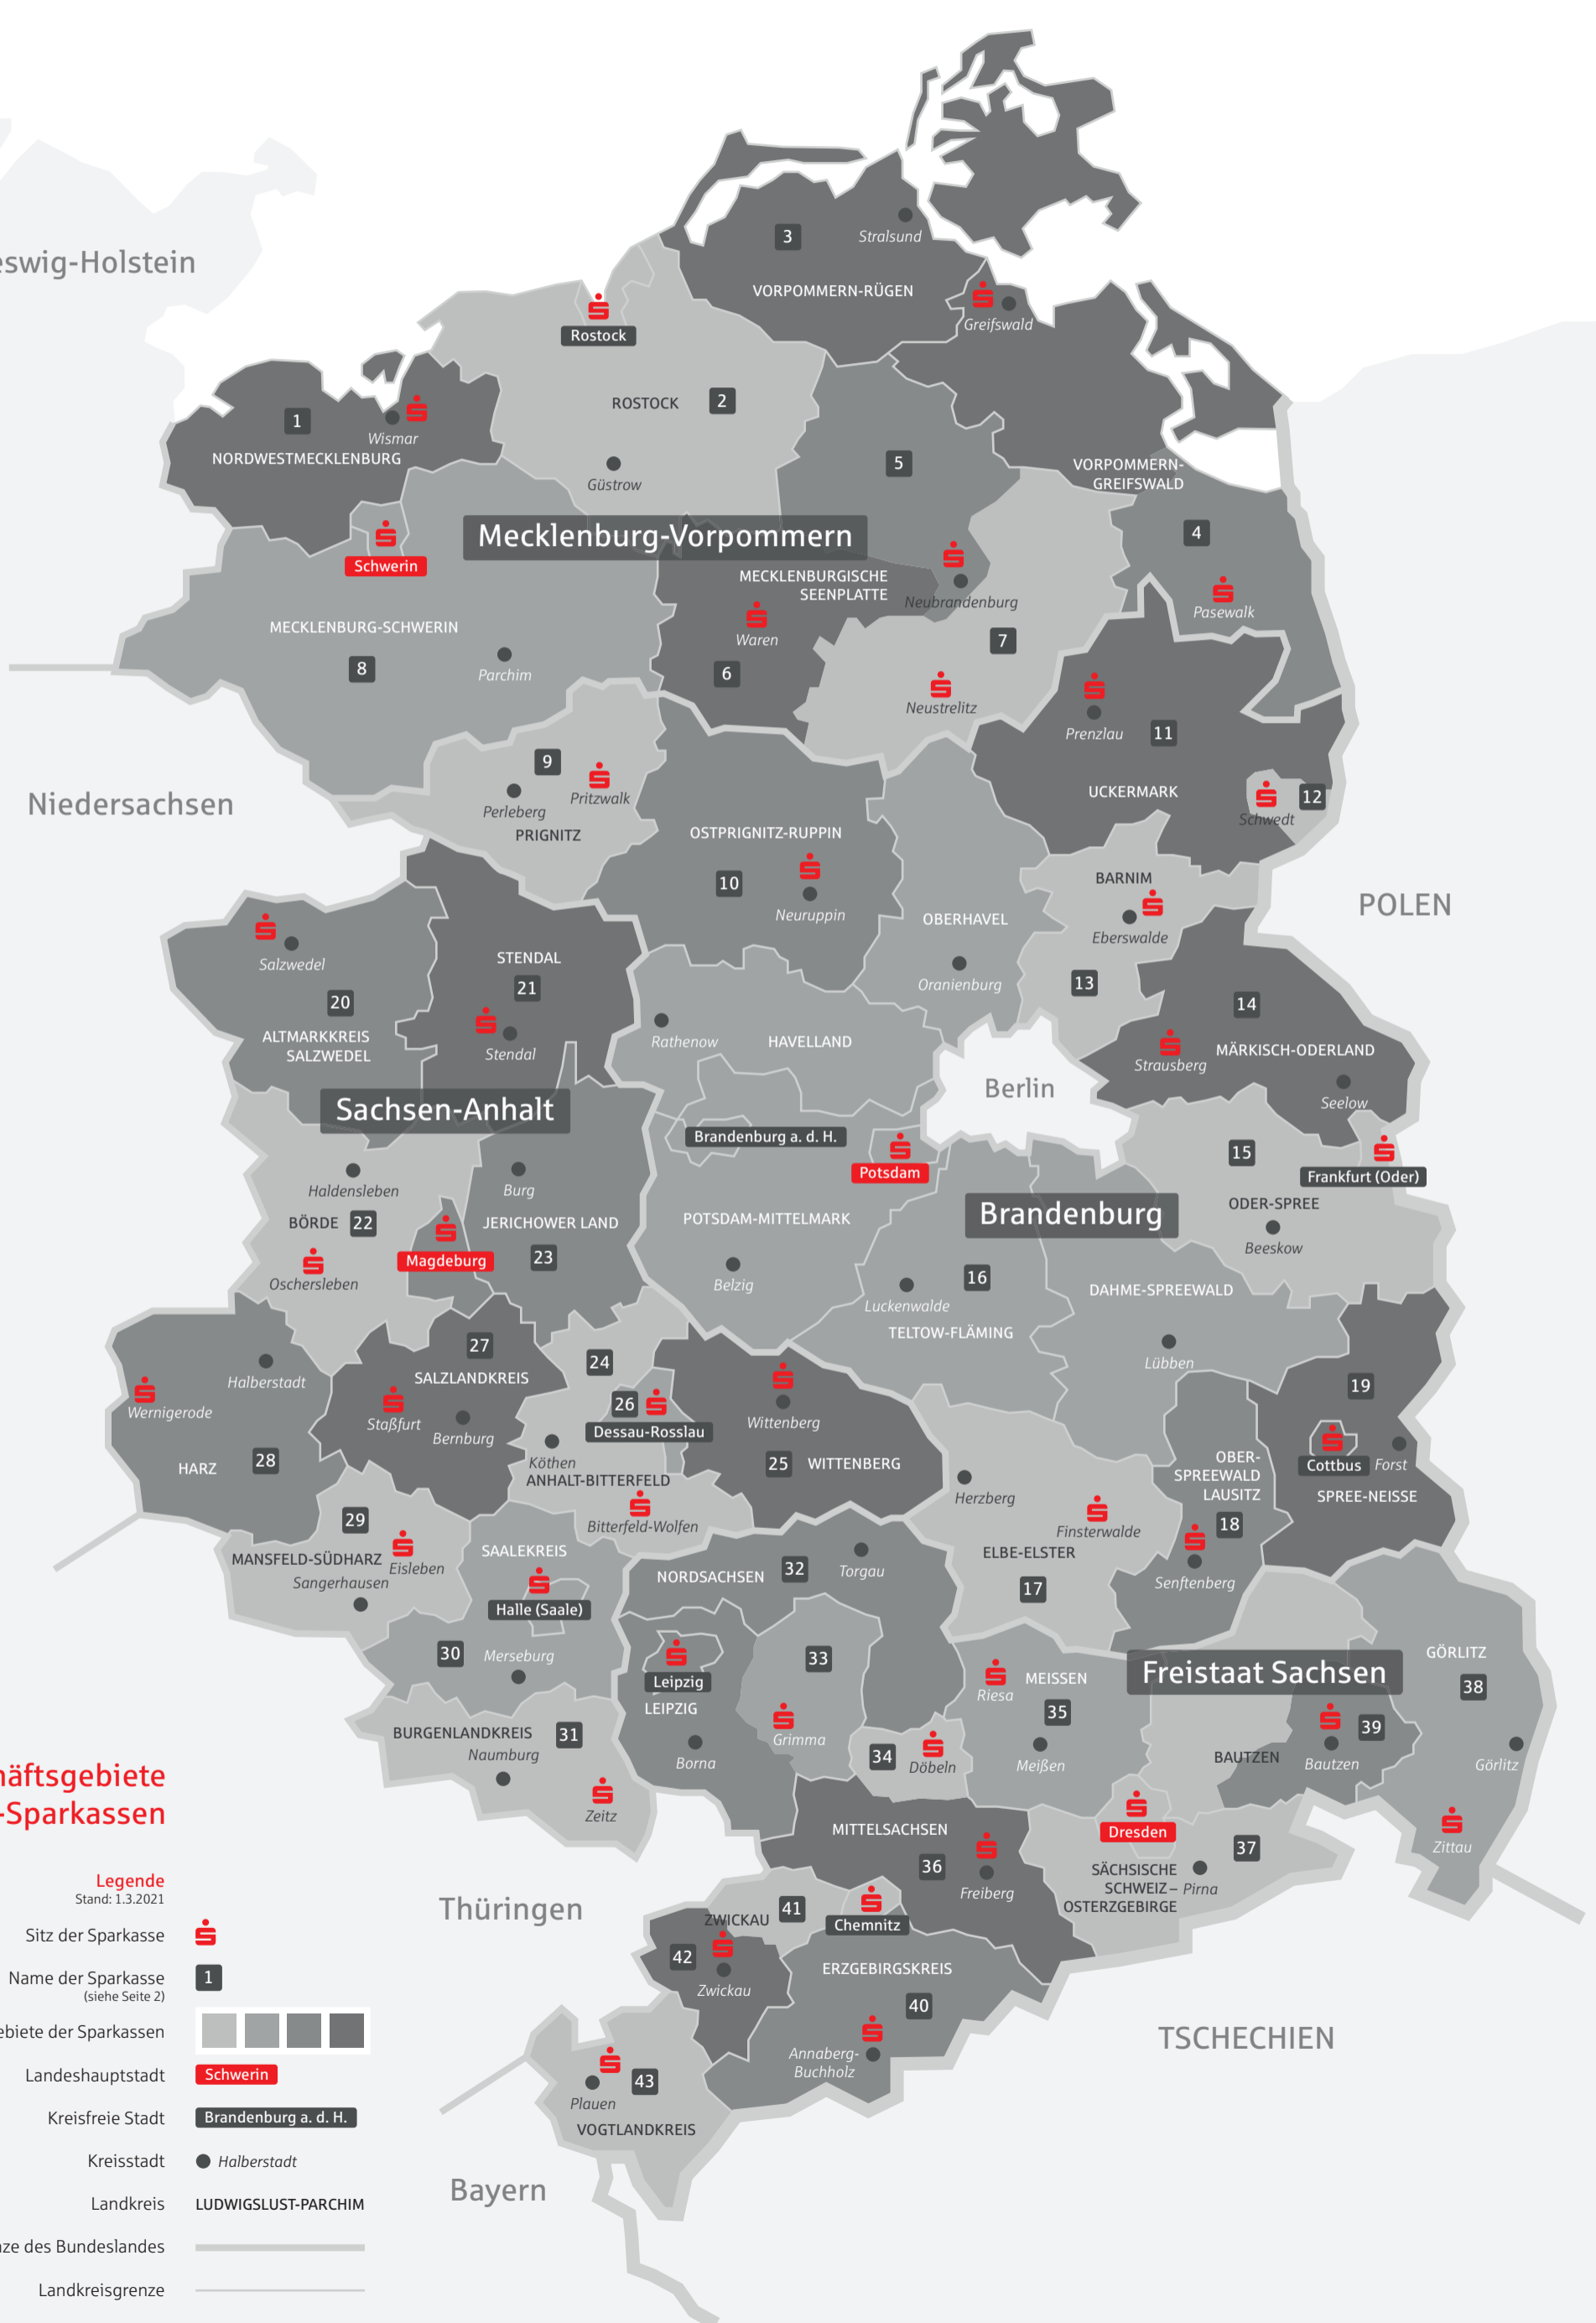 eswig-Holstein
3
Stralsund
VORPOMMERN-RÜGEN
Greifswald
Rostock
ROSTOCK
2
1
Wismar
NORDWESTMECKLENBURG
Güstrow
5
VORPOMMERN-
GREIFSWALD
4
Mecklenburg-Vorpommern
Schwerin
MECKLENBURGISCHE
SEENPLATTE
Neubrandenburg
Pasewalk
MECKLENBURG-SCHWERIN
Waren
7
8
Parchim
6
Neustrelitz
Prenzlau
11
9
Pritzwalk
Perleberg
PRIGNITZ
UCKERMARK
12
Schwedt
Niedersachsen
OSTPRIGNITZ-RUPPIN
10
Neuruppin
BARNIM
Eberswalde
POLEN
OBERHAVEL
Oranienburg
13
Salzwedel
STENDAL
21
20
ALTMARKKREIS
SALZWEDEL
Stendal
Rathenow
HAVELLAND
14
Strausberg
MÄRKISCH-ODERLAND
Seelow
Berlin
Sachsen-Anhalt
Brandenburg a. d. H.
Potsdam
15
Frankfurt (Oder)
ODER-SPREE
Beeskow
Haldensleben
Burg
BÖRDE
22
JERICHOWER LAND
POTSDAM-MITTELMARK
Brandenburg
Magdeburg
23
Oschersleben
Belzig
16
Luckenwalde
TELTOW-FLÄMING
DAHME-SPREEWALD
Lübben
27
24
SALZLANDKREIS
Halberstadt
Wernigerode
Staßfurt
Bernburg
26
Dessau-Rosslau
Wittenberg
19
28
HARZ
Köthen
ANHALT-BITTERFELD
25
WITTENBERG
Cottbus
Forst
OBER-
SPREEWALD
LAUSITZ
SPREE-NEISSE
Herzberg
Finsterwalde
18
29
Bitterfeld-Wolfen
MANSFELD-SÜDHARZ
Eisleben
Sangerhausen
SAALEKREIS
ELBE-ELSTER
17
Senftenberg
NORDSACHSEN
32
Torgau
Halle (Saale)
30
Merseburg
33
Leipzig
LEIPZIG
Riesa
MEISSEN
Freistaat Sachsen
GÖRLITZ
38
35
BURGENLANDKREIS
31
Naumburg
Grimma
Borna
34
Döbeln
Meißen
BAUTZEN
39
Bautzen
Görlitz
häftsgebiete
-Sparkassen
Zeitz
MITTELSACHSEN
Dresden
37
Zittau
36
Freiberg
SÄCHSISCHE
SCHWEIZ–
OSTERZGEBIRGE
Pirna
Legende
Stand: 1.3.2021
Thüringen
ZWICKAU
41
Chemnitz
Sitz der Sparkasse
42
Zwickau
ERZGEBIRGSKREIS
Name der Sparkasse
1
(siehe Seite 2)
40
ebiete der Sparkassen
Annaberg-
Buchholz
TSCHECHIEN
Landeshauptstadt
Schwerin
43
Plauen
VOGTLANDKREIS
Kreisfreie Stadt
Brandenburg a. d. H.
Kreisstadt
Halberstadt
Bayern
Landkreis
LUDWIGSLUST-PARCHIM
nze des Bundeslandes
Landkreisgrenze